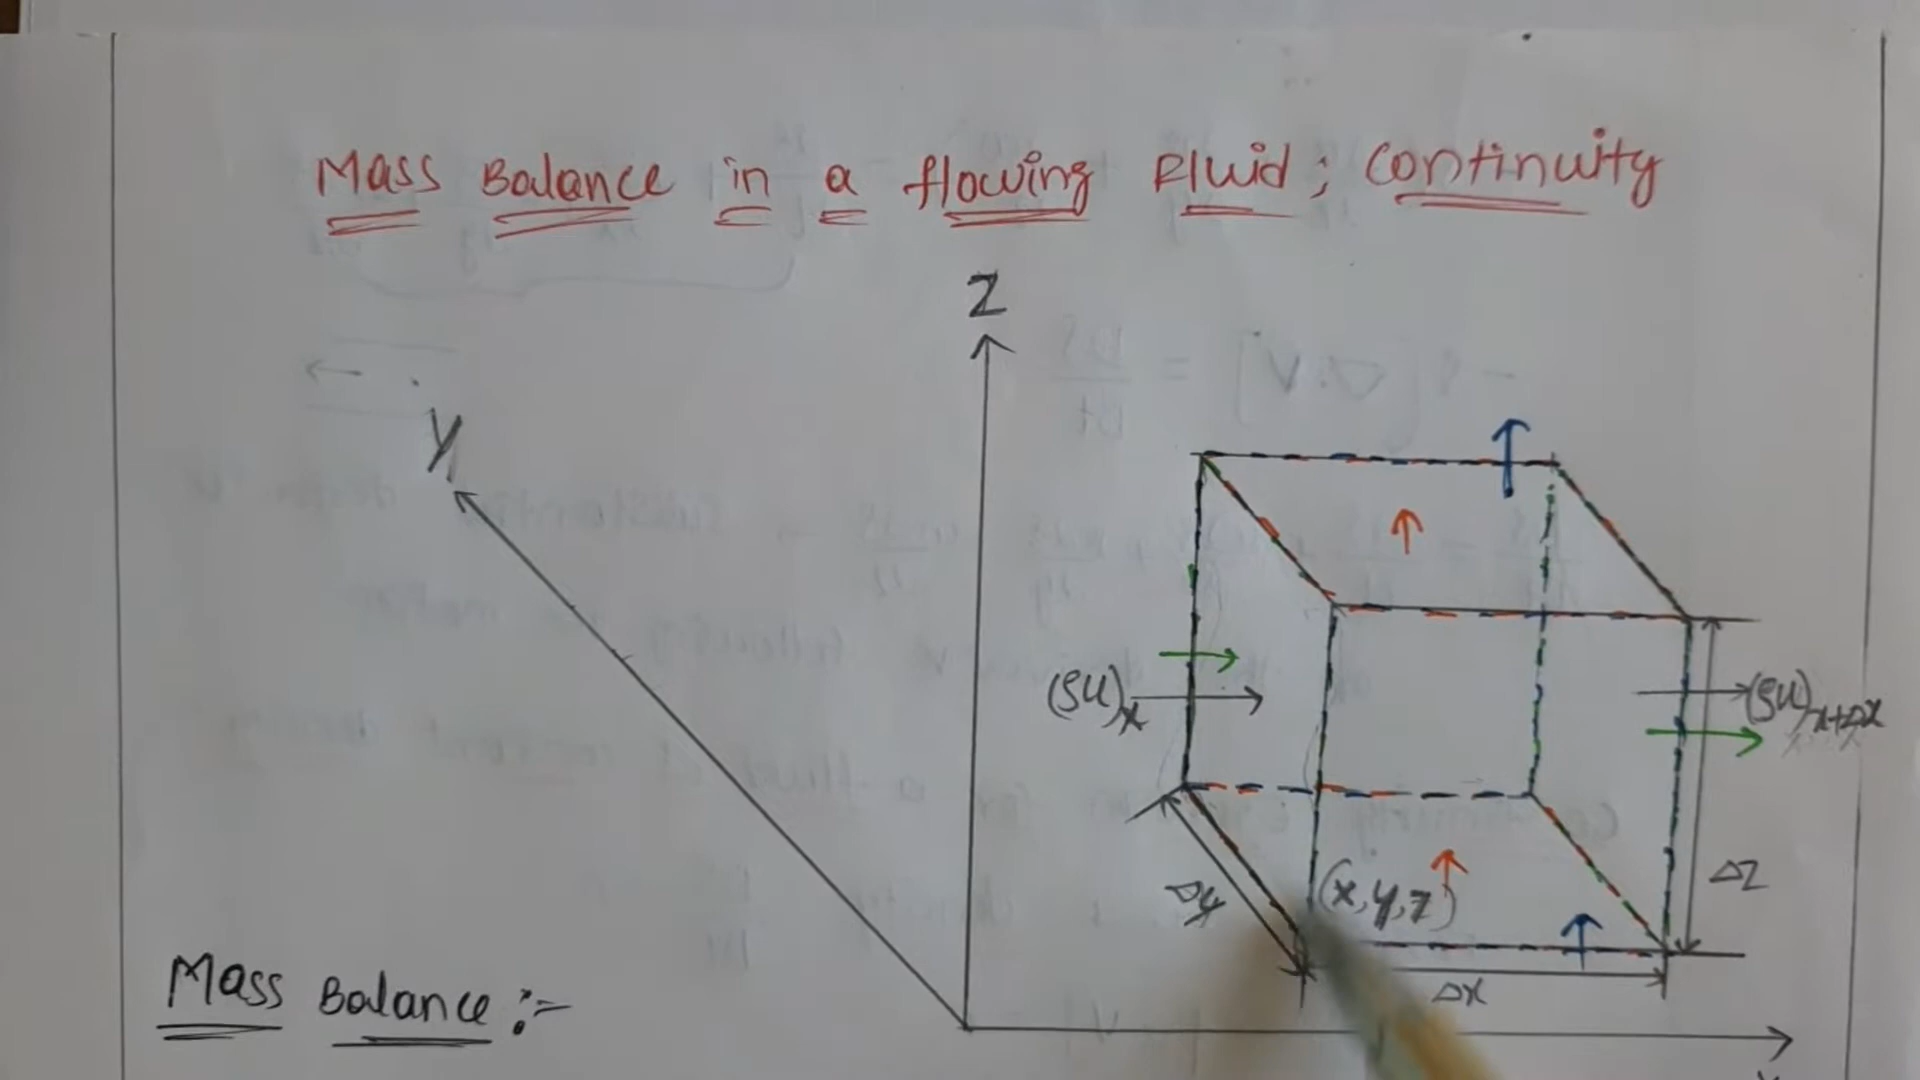 Mass Balance in a flowing Fluid; Continuity
Z
Y
(ρu)x
(ρu)x+Δx
(x,y,z)
Δy
ΔZ
Δx
Mass Balance :-